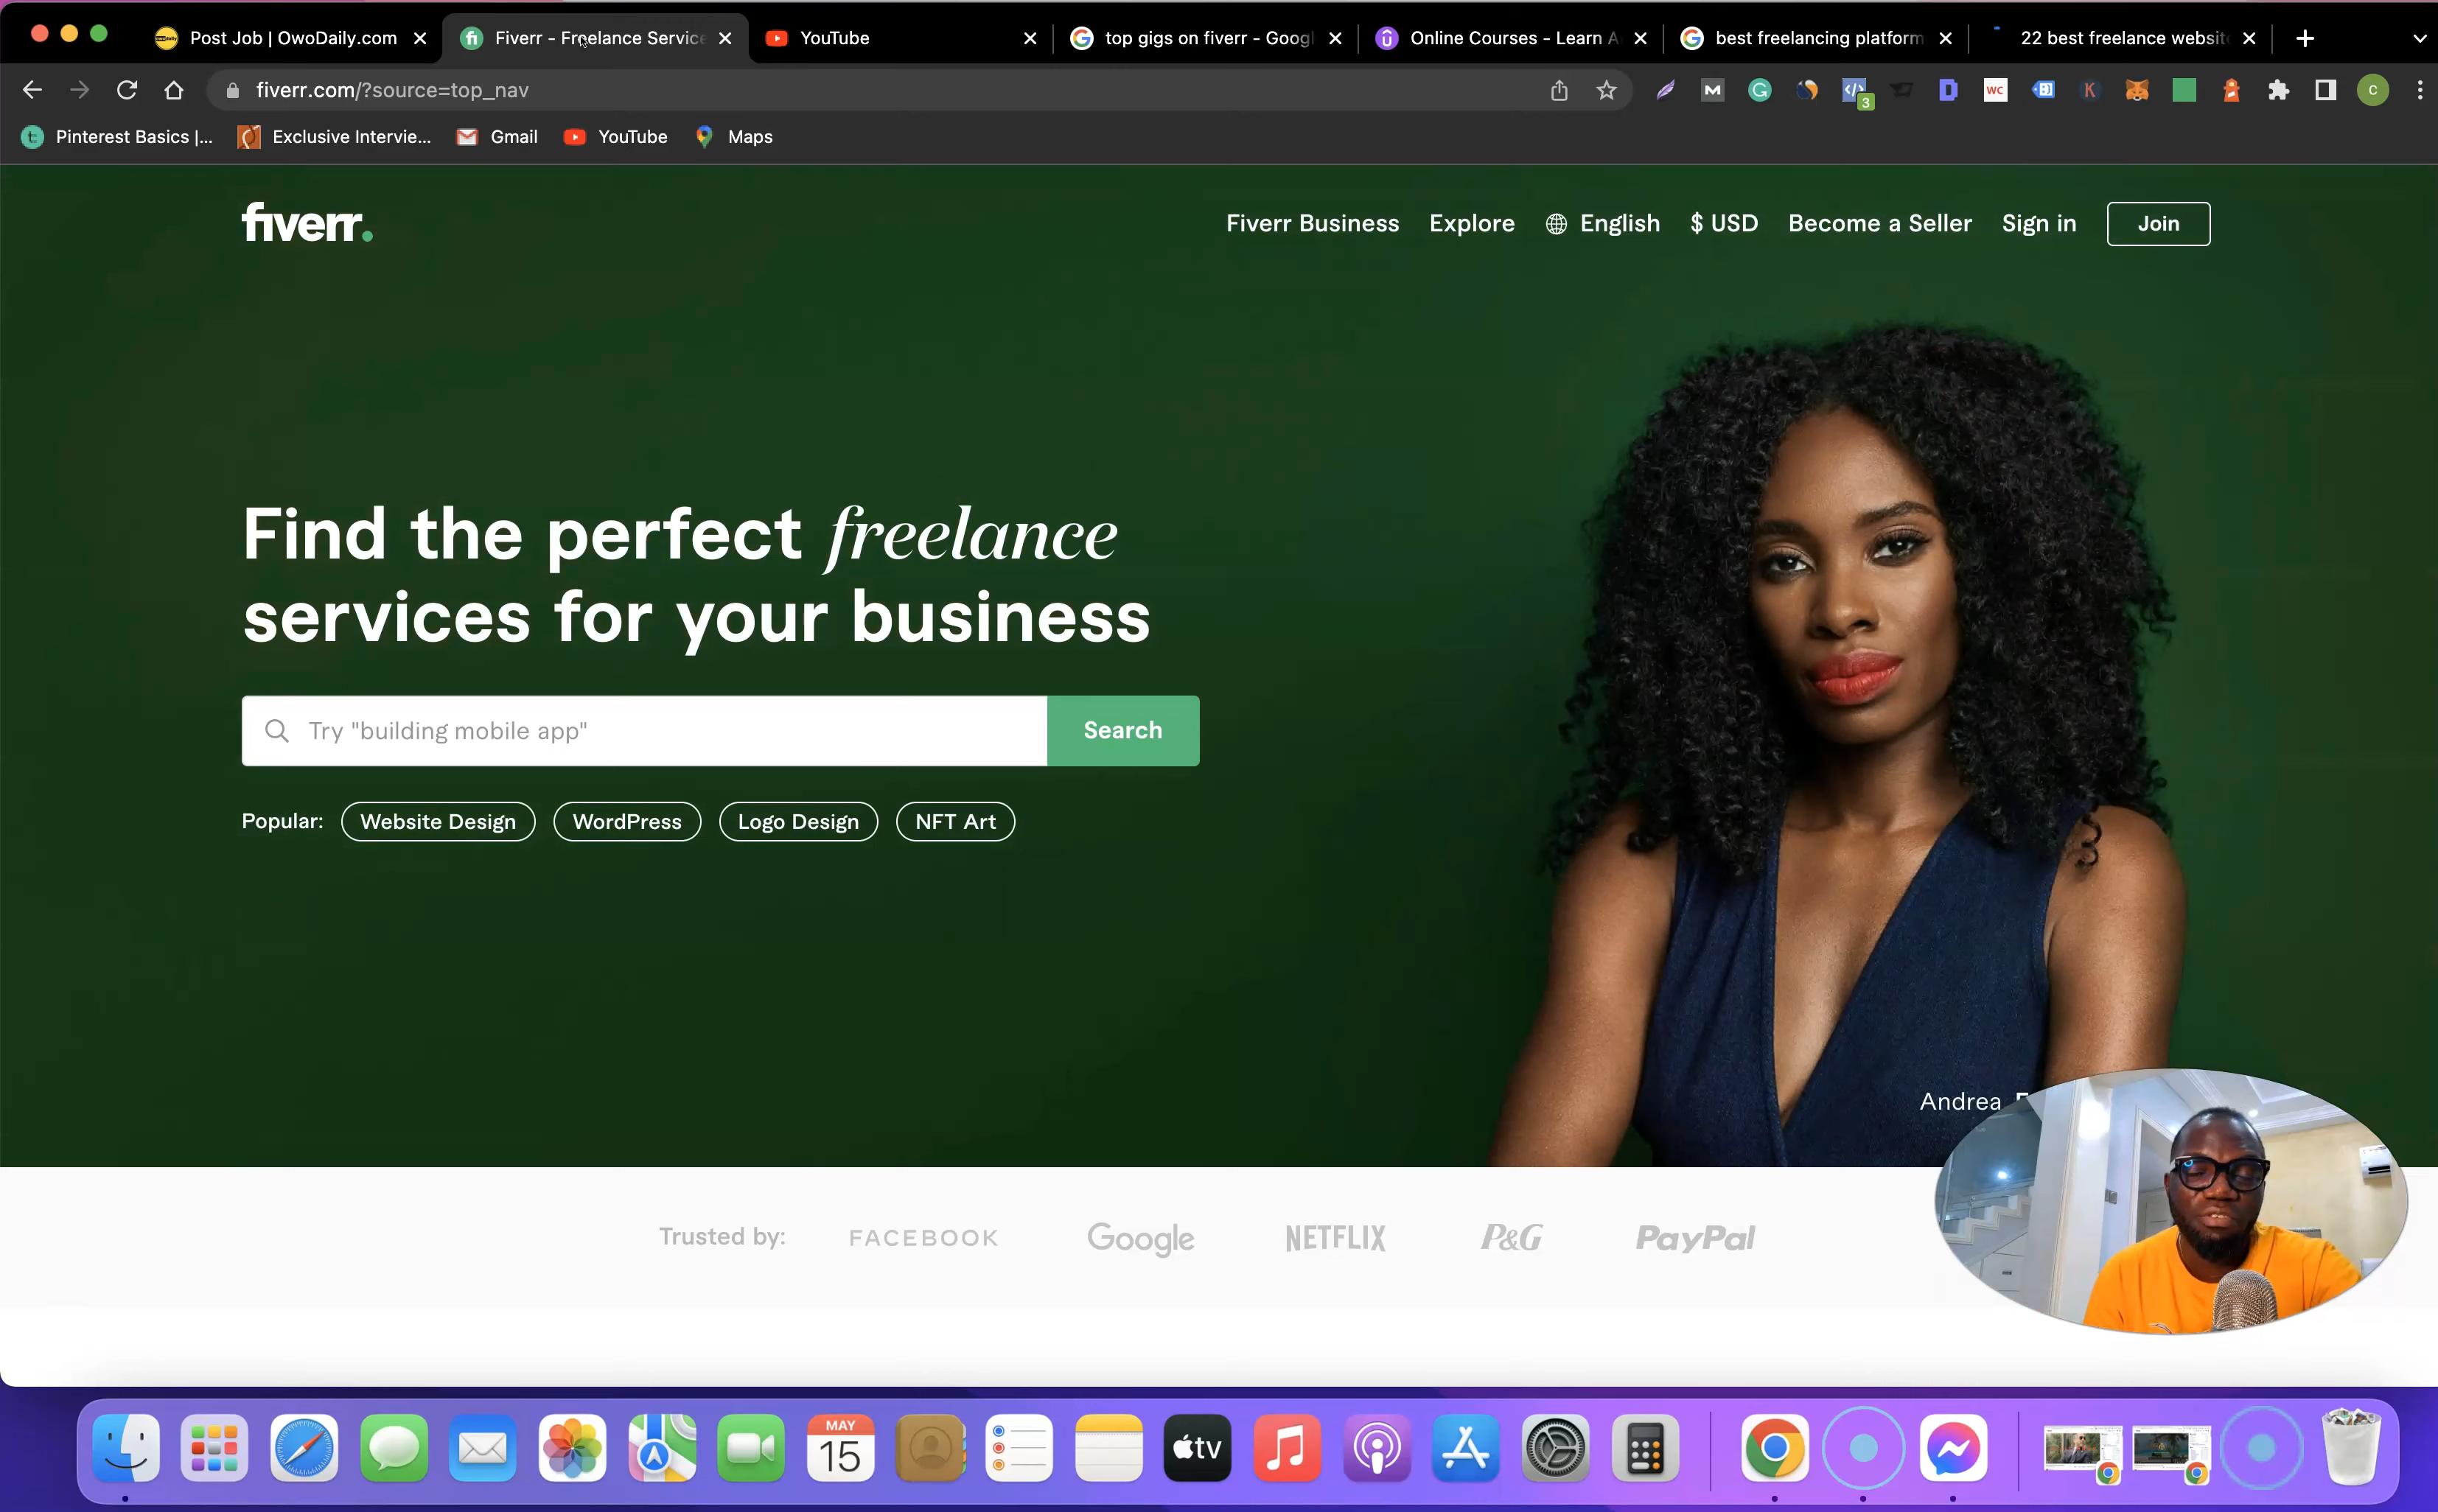 Post Job | OwoDaily.com
Fiverr - Freelance Service
YouTube
top gigs on fiverr - Googl
Online Courses - Learn A
best freelancing platform
22 best freelance websit
fiverr.com/?source=top_nav
3
WC
K
C
Pinterest Basics |...
Exclusive Intervie...
Gmail
YouTube
Maps
fiverr.
Fiverr Business
Explore
English
$ USD
Become a Seller
Sign in
Join
Find the perfect freelance
services for your business
Try "building mobile app"
Search
Popular:
Website Design
WordPress
Logo Design
NFT Art
Andrea
Trusted by:
FACEBOOK
Google
NETFLIX
P&G
PayPal
MAY
15
tv